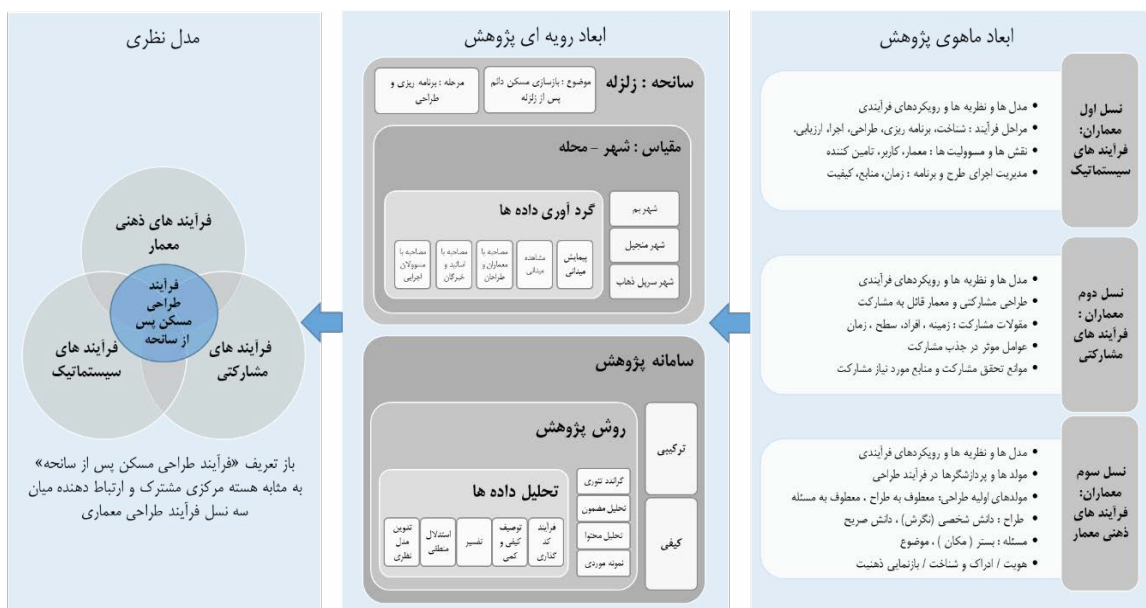 ابعاد ماهوی پژوهش
نسل اول
معماران:
فرآیند های
سیستماتیک
• مدل ها و نظریه ها و رویکردهای فرآیندی
• مراحل فرآیند : شناخت، برنامه ریزی، طراحی، اجرا، ارزیابی،
• نقش ها و مسوولیت ها : معمار، کاربر، تامین کننده
• مدیریت اجرای طرح و برنامه : زمان، منابع، کیفیت
نسل دوم
معماران :
فرآیند های
مشارکتی
• مدل ها و نظریه ها و رویکردهای فرآیندی
• طراحی مشارکتی و معمار قائل به مشارکت
• مقولات مشارکت : زمینه ، افراد، سطح ، زمان
• عوامل موثر در جذب مشارکت
• موانع تحقق مشارکت و منابع مورد نیاز مشارکت
نسل سوم
معماران:
فرآیند های
ذهنی معمار
• مدل ها و نظریه ها و رویکردهای فرآیندی
• مولدها و پردازشگرها در فرآیند طراحی
• مولدهای اولیه طراحی: معطوف به طراح ، معطوف به مسئله
• طراح : دانش شخصی (نگرش) ، دانش صریح
• مسئله : بستر ( مکان ) ، موضوع
• هویت / ادراک و شناخت / بازنمایی ذهنیت
ابعاد رویه ای پژوهش
سانحه : زلزله
موضوع : بازسازی مسکن دائم
پس از زلزله
مرحله : برنامه ریزی و
طراحی
مقیاس : شهر – محله
شهر بم
شهر منجیل
شهر سرپل ذهاب
گرد آوری داده ها
پیمایش
میدانی
مشاهده
میدانی
مصاحبه با
معماران و
طراحان
مصاحبه با
اساتید و
خبرگان
مصاحبه با
مسوولان
اجرایی
سامانه پژوهش
ترکیبی
کیفی
روش پژوهش
گراندد تئوری
تحلیل مضمون
تحلیل محتوا
نمونه موردی
تحلیل داده ها
فرآیند
کد
گذاری
توصیف
کیفی و
کمی
تفسیر
استدلال
منطقی
تدوین
مدل
نظری
مدل نظری
فرآیند های ذهنی
معمار
فرآیند
طراحی
مسکن پس
از سانحه
فرآیند های
مشارکتی
فرآیند های
سیستماتیک
باز تعریف «فرآیند طراحی مسکن پس از سانحه»
به مثابه هسته مرکزی مشترک و ارتباط دهنده میان
سه نسل فرآیند طراحی معماری